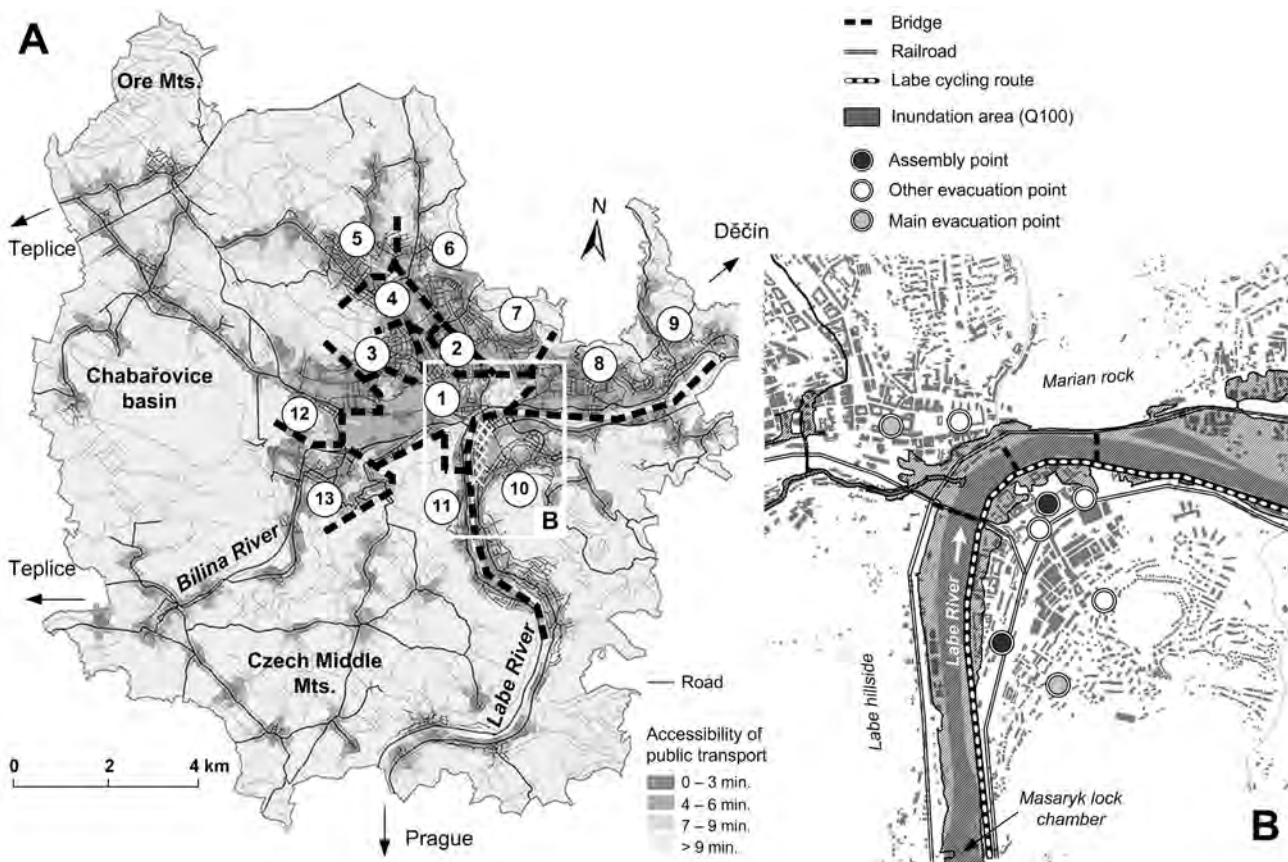 A
Ore Mts.
Teplice
Chabařovice
basin
Bílina River
Teplice
Czech Middle
Mts.
Labe River
N
Děčín
5
6
4
7
9
3
2
8
1
12
13
11
10
B
0 2 4 km
Prague
Road
Accessibility of
public transport
0 – 3 min.
4 – 6 min.
7 – 9 min.
> 9 min.
Bridge
Railroad
Labe cycling route
Inundation area (Q100)
Assembly point
Other evacuation point
Main evacuation point
Marian rock
Labe River
Labe hillside
Masaryk lock
chamber
B